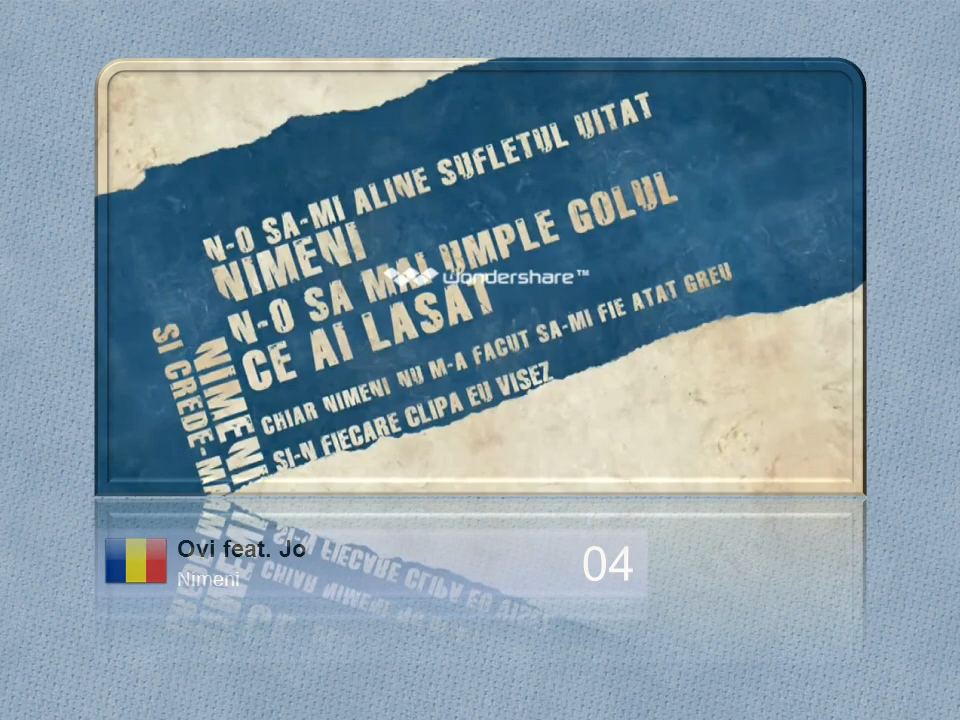 N-O SA-MI ALINE SUFLETUL UITAT
NIMENI
N-O SA MAI UMPLE GOLUL
CE AI LASAT
CHIAR NIMENI NU M-A FACUT SA-MI FIE ATAT GREU
SI-N FIECARE CLIPA EU VISEZ
NIMENI
SI CREDE-MA
Wondershare™
Ovi feat. Jo
Nimeni
04